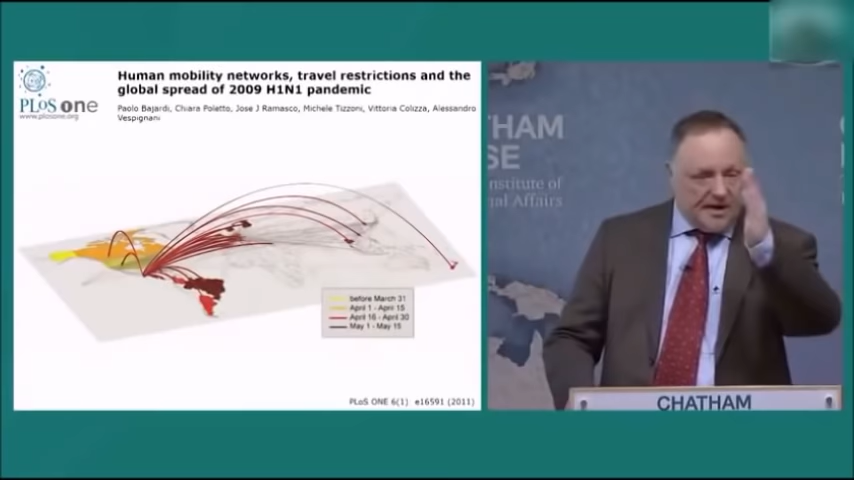 PLoS one
www.plosone.org
Human mobility networks, travel restrictions and the
global spread of 2009 H1N1 pandemic
Paolo Bajardi, Chiara Poletto, Jose J Ramasco, Michele Tizzoni, Vittoria Colizza, Alessandro
Vespignani
before March 31
April 1 - April 15
April 16 - April 30
May 1 - May 15
PLoS ONE 6(1) e16591 (2011)
THAM
SE
nstitute of
nal Affairs
CHATHAM